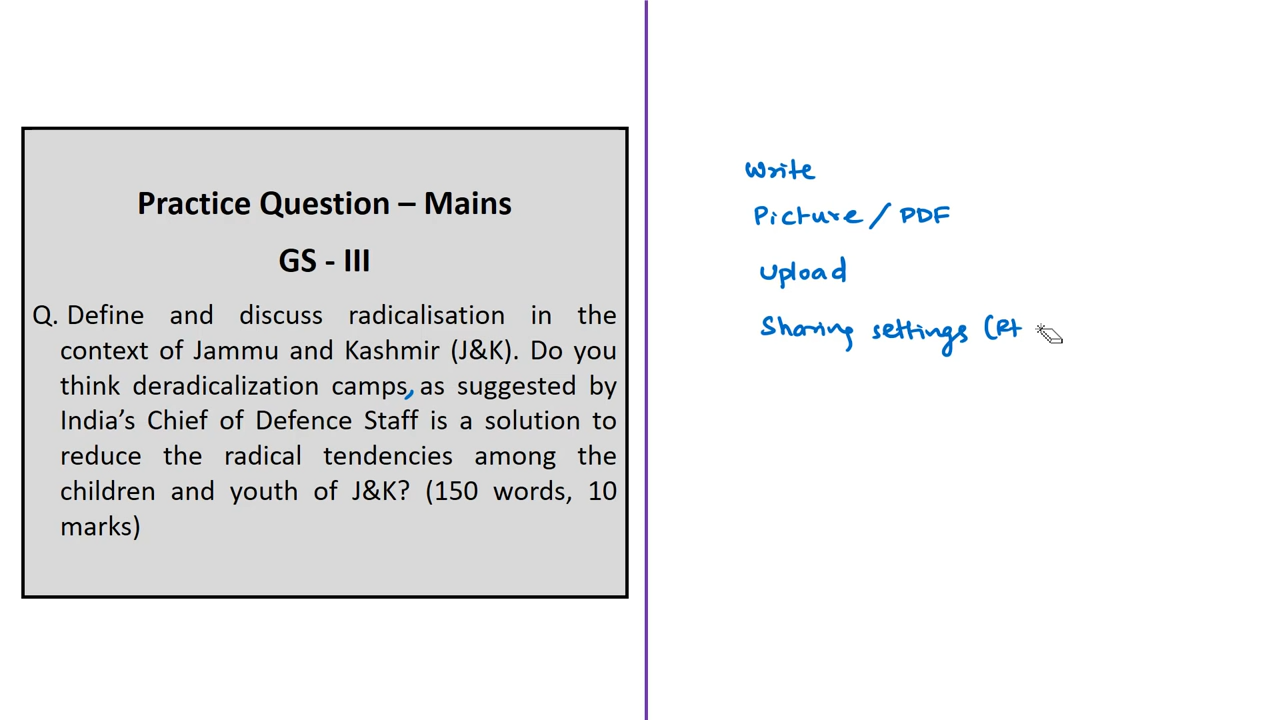 Practice Question – Mains
GS - III
Q. Define and discuss radicalisation in the
context of Jammu and Kashmir (J&K). Do you
think deradicalization camps, as suggested by
India’s Chief of Defence Staff is a solution to
reduce the radical tendencies among the
children and youth of J&K? (150 words, 10
marks)
Write
Picture / PDF
Upload
Sharing settings (Rt